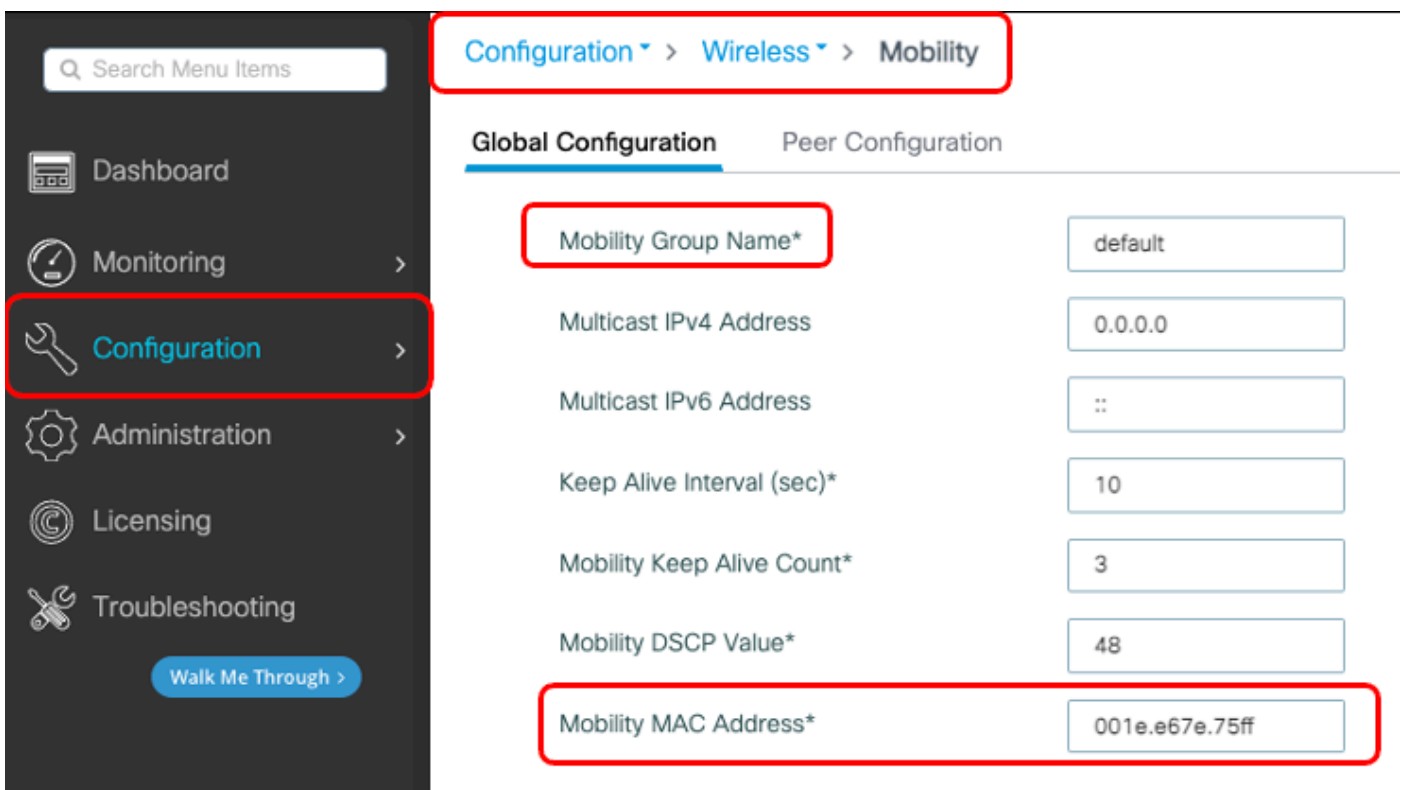 Search Menu Items
Dashboard
Monitoring
Configuration
Administration
Licensing
Troubleshooting
Walk Me Through >
Configuration > Wireless > Mobility
Global Configuration Peer Configuration
Mobility Group Name* default
Multicast IPv4 Address 0.0.0.0
Multicast IPv6 Address ::
Keep Alive Interval (sec)* 10
Mobility Keep Alive Count* 3
Mobility DSCP Value* 48
Mobility MAC Address* 001e.e67e.75ff